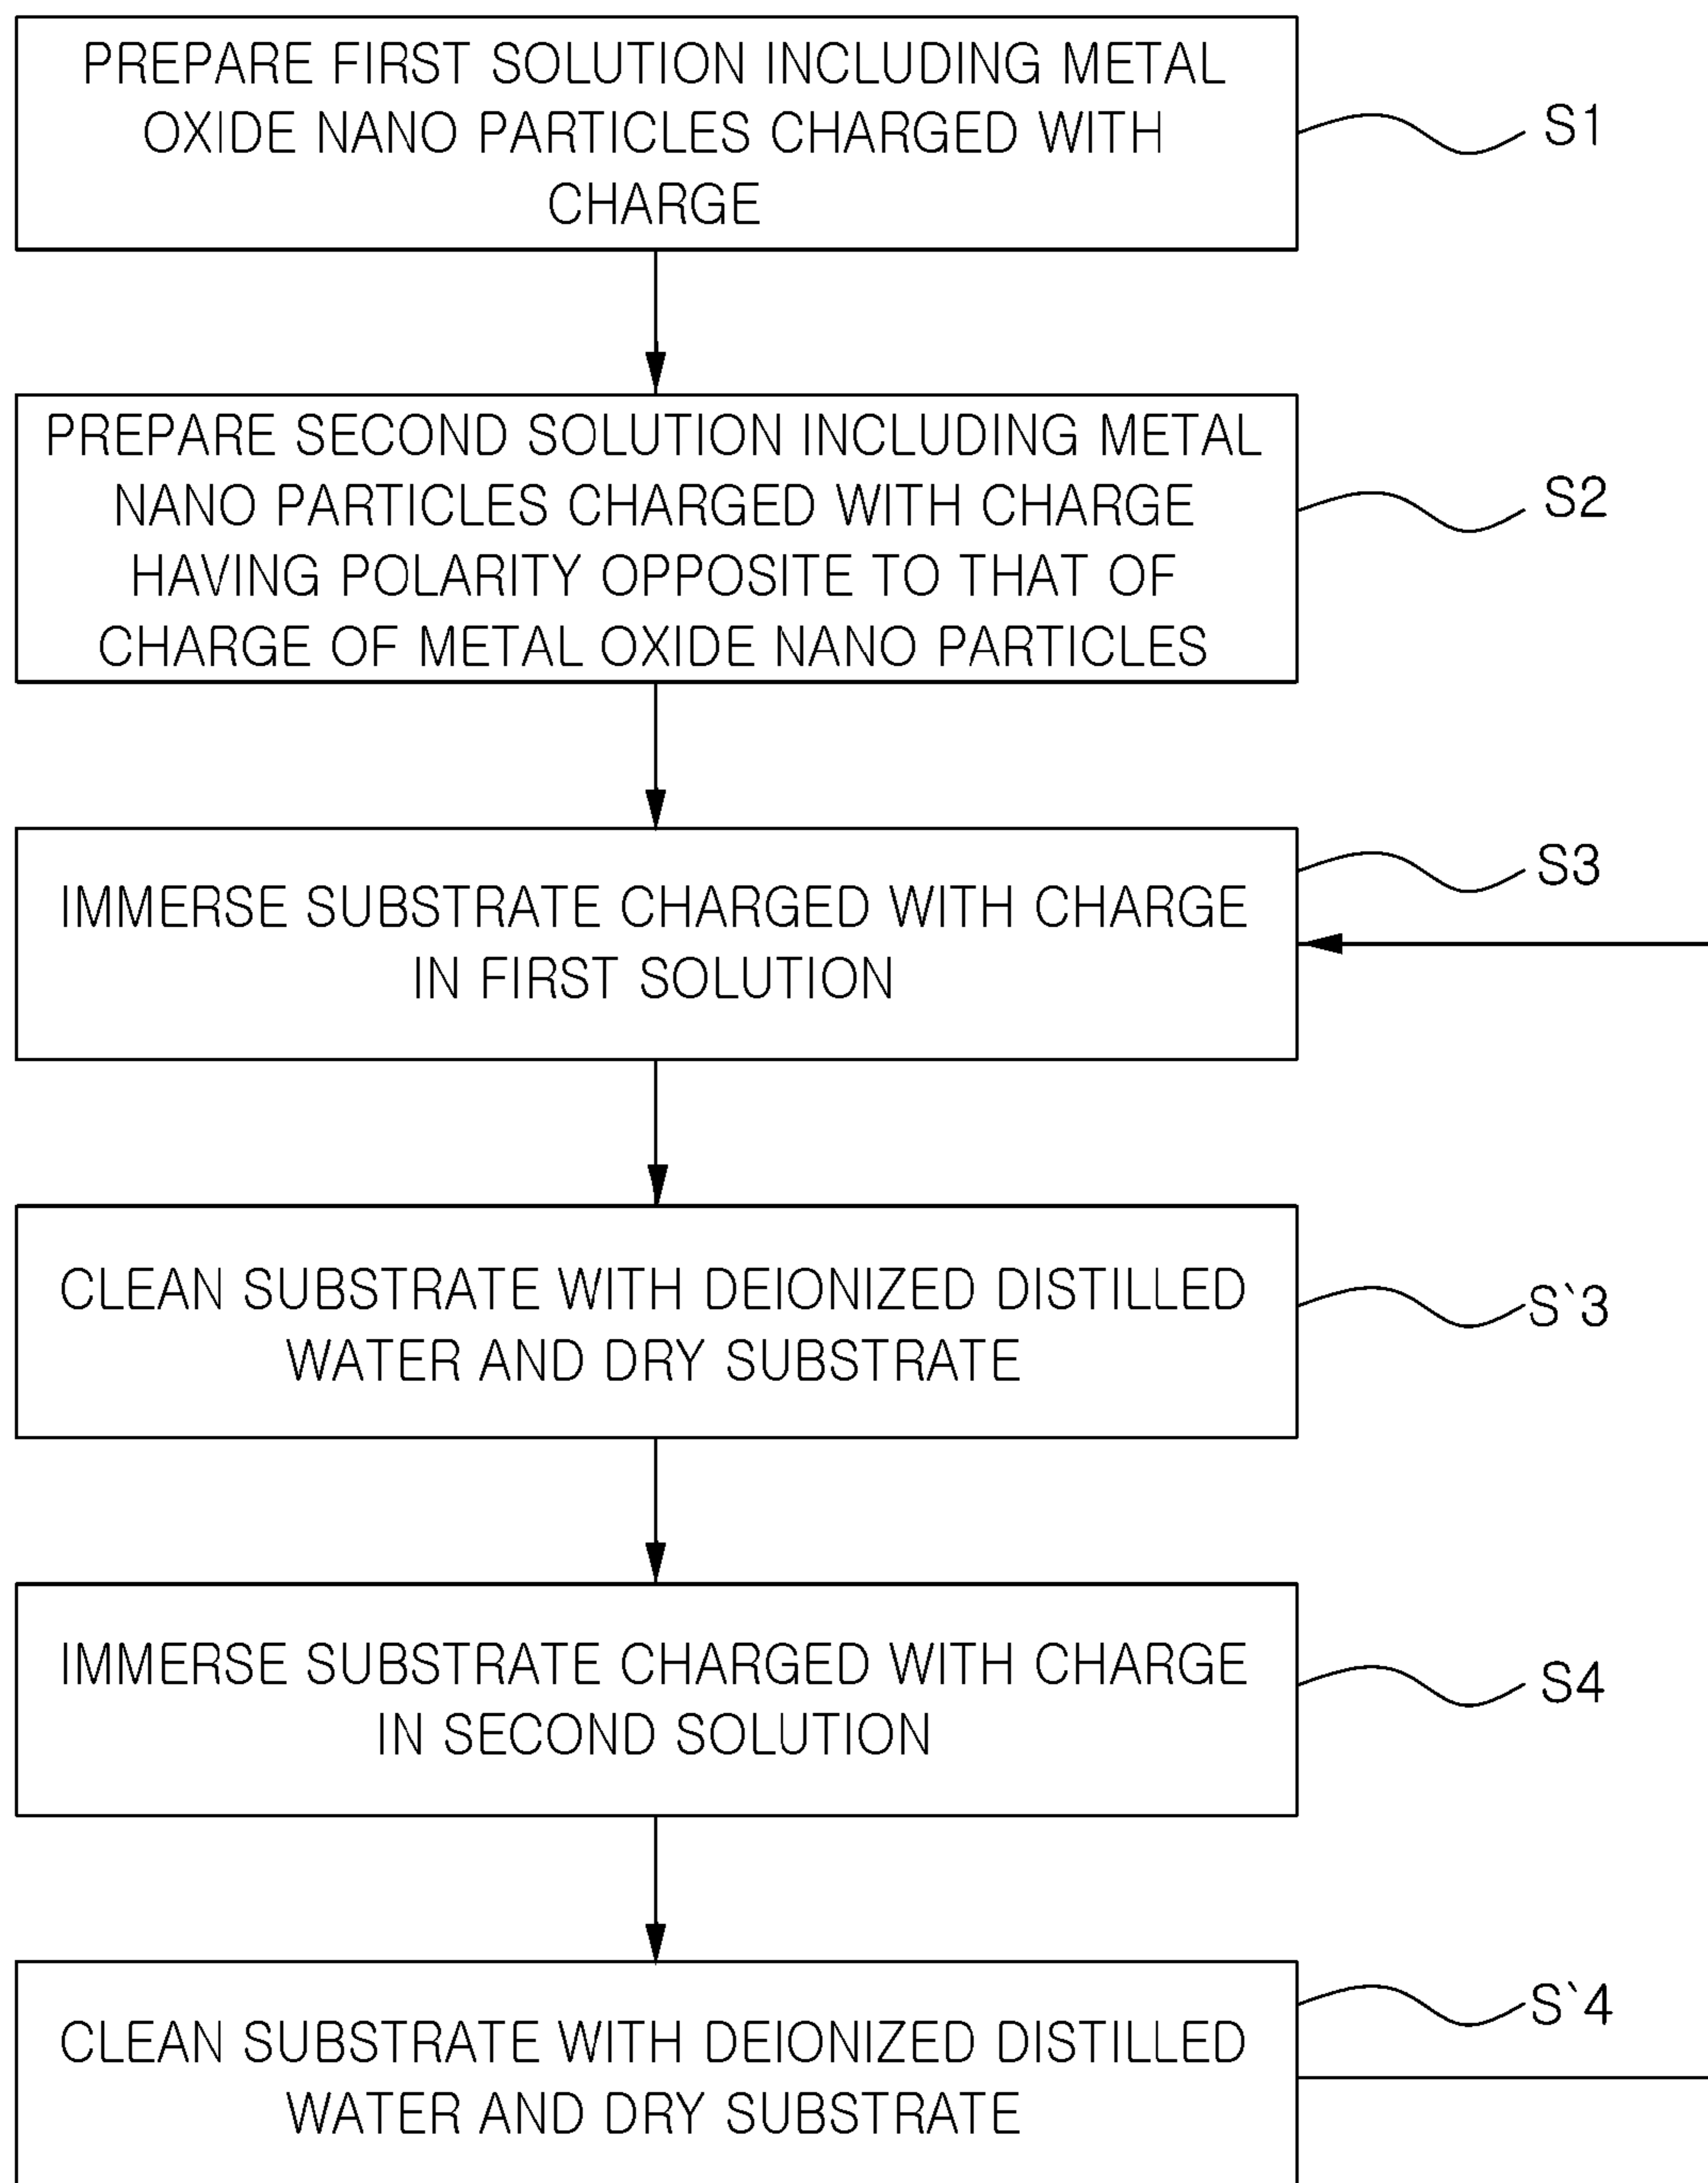 PREPARE FIRST SOLUTION INCLUDING METAL
OXIDE NANO PARTICLES CHARGED WITH
CHARGE
S1
PREPARE SECOND SOLUTION INCLUDING METAL
NANO PARTICLES CHARGED WITH CHARGE
HAVING POLARITY OPPOSITE TO THAT OF
CHARGE OF METAL OXIDE NANO PARTICLES
S2
IMMERSE SUBSTRATE CHARGED WITH CHARGE
IN FIRST SOLUTION
S3
CLEAN SUBSTRATE WITH DEIONIZED DISTILLED
WATER AND DRY SUBSTRATE
S`3
IMMERSE SUBSTRATE CHARGED WITH CHARGE
IN SECOND SOLUTION
S4
CLEAN SUBSTRATE WITH DEIONIZED DISTILLED
WATER AND DRY SUBSTRATE
S`4